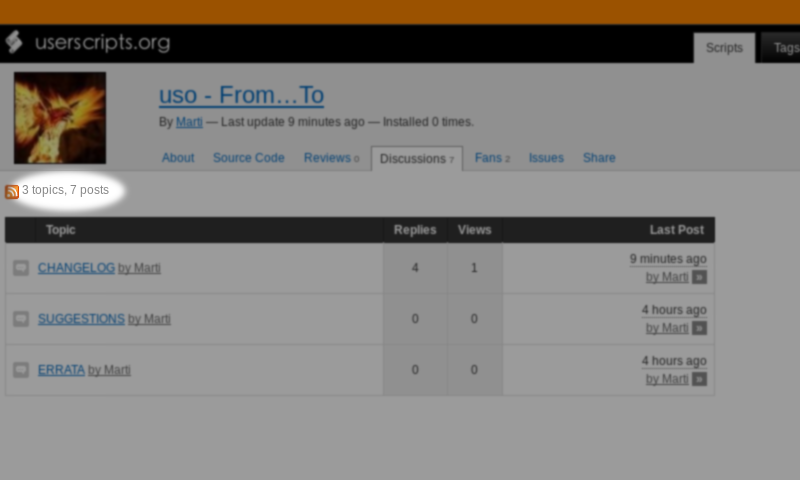 userscripts.org
Scripts
Tags
uso - From…To
By Marti — Last update 9 minutes ago — Installed 0 times.
About Source Code Reviews 0 Discussions 7 Fans 2 Issues Share
3 topics, 7 posts
Topic Replies Views Last Post
CHANGELOG by Marti 4 1 9 minutes ago
by Marti »
SUGGESTIONS by Marti 0 0 4 hours ago
by Marti »
ERRATA by Marti 0 0 4 hours ago
by Marti »